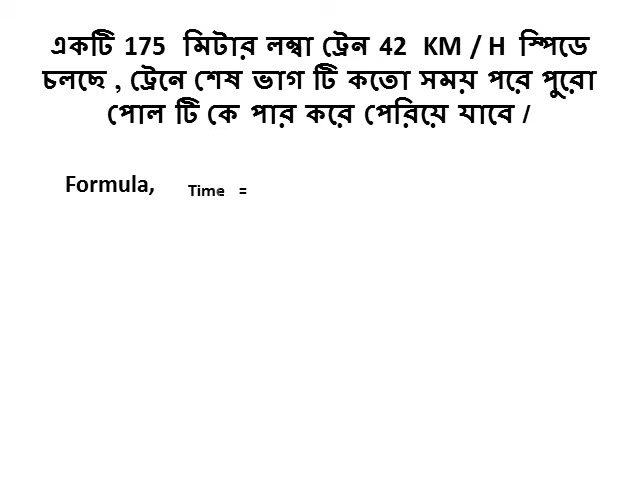 একটি 175 মিটার লম্বা ট্রেন 42 KM / H স্পিডে
চলছে , ট্রেনে শেষ ভাগ টি কতো সময় পরে পুরো
পোল টি কে পার করে পেরিয়ে যাবে /
Formula, Time =